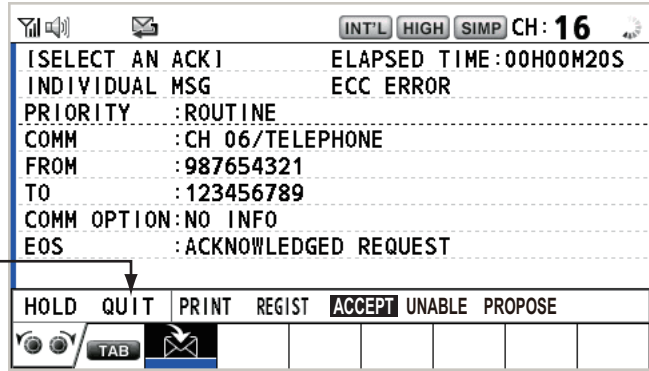 INT'L HIGH SIMP CH: 16
[SELECT AN ACK] ELAPSED TIME:00H00M20S
INDIVIDUAL MSG ECC ERROR
PRIORITY :ROUTINE
COMM :CH 06/TELEPHONE
FROM :987654321
TO :123456789
COMM OPTION:NO INFO
EOS :ACKNOWLEDGED REQUEST
HOLD QUIT PRINT REGIST ACCEPT UNABLE PROPOSE
TAB